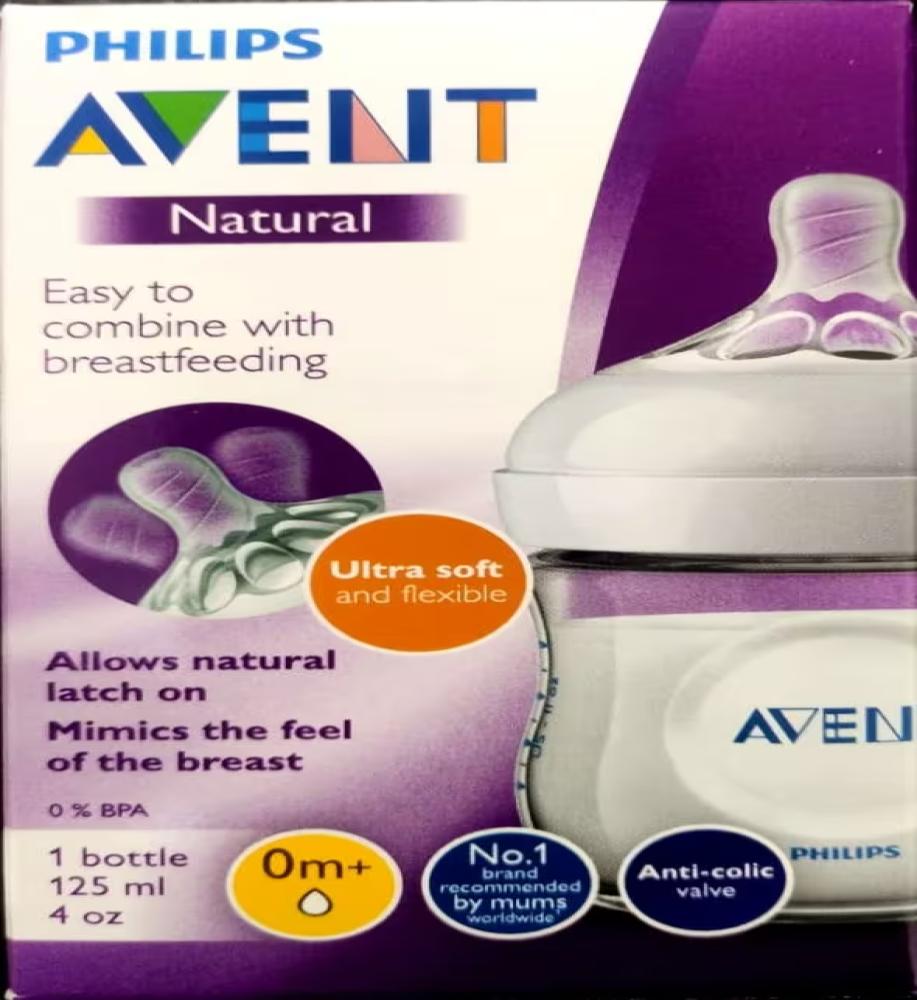 PHILIPS
AVENT
Natural
Easy to
combine with
breastfeeding
Ultra soft
and flexible
Allows natural
latch on
Mimics the feel
of the breast
0 % BPA
1 bottle
125 ml
4 oz
0m+
No.1
brand
recommended
by mums
worldwide
Anti-colic
valve
AVEN
PHILIPS